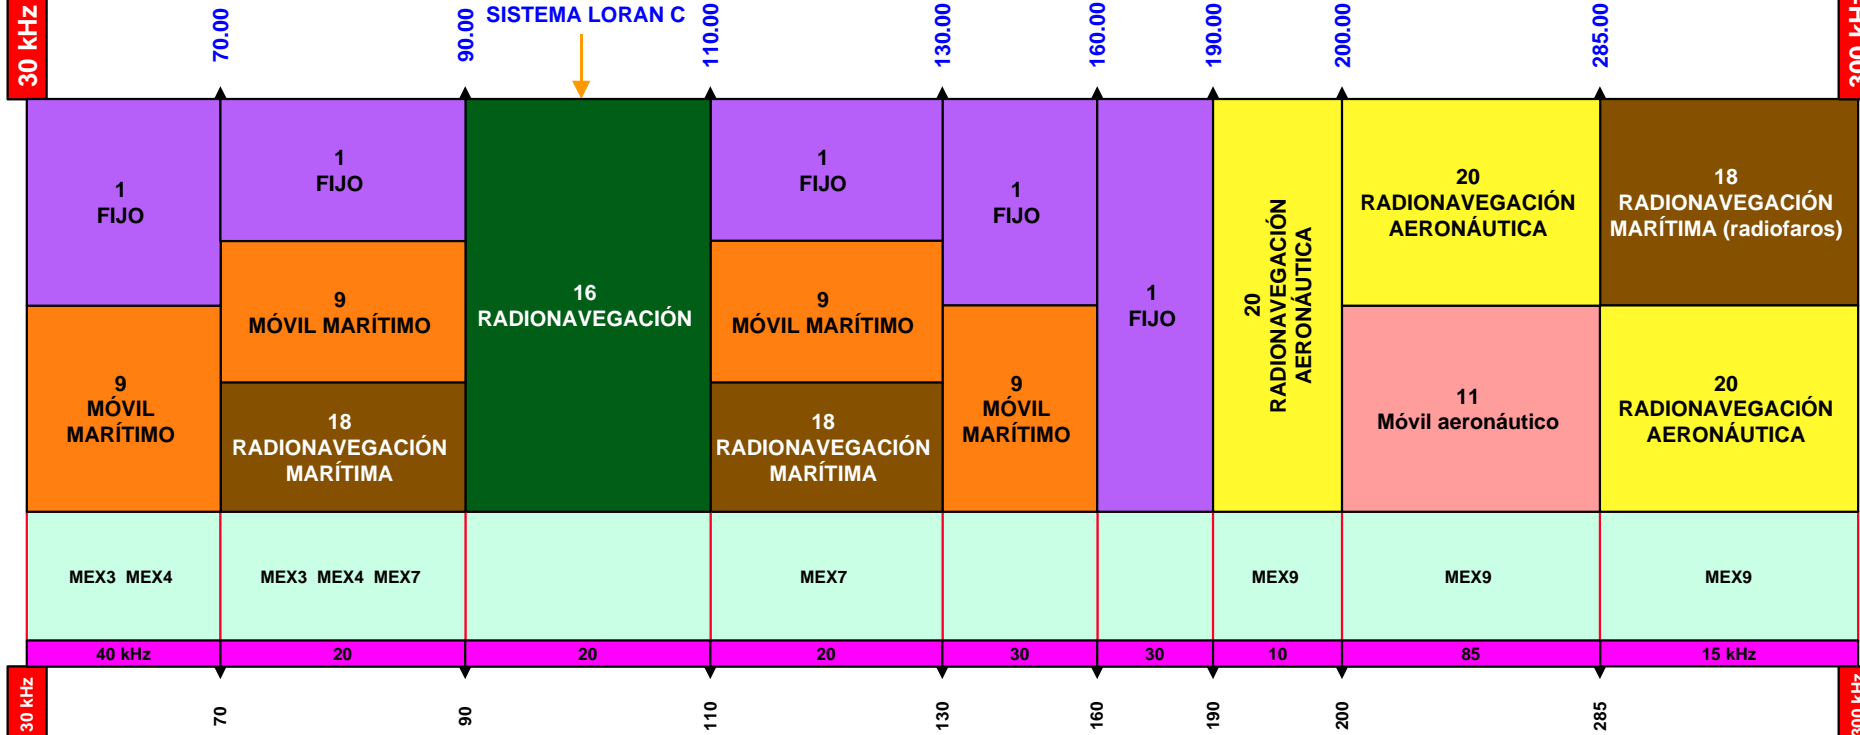 SISTEMA LORAN C
30 kHz
70.00
90.00
110.00
130.00
160.00
190.00
200.00
285.00
300 kHz
1
FIJO
9
MÓVIL
MARÍTIMO
1
FIJO
9
MÓVIL MARÍTIMO
18
RADIONAVEGACIÓN
MARÍTIMA
16
RADIONAVEGACIÓN
1
FIJO
9
MÓVIL MARÍTIMO
18
RADIONAVEGACIÓN
MARÍTIMA
1
FIJO
9
MÓVIL
MARÍTIMO
1
FIJO
20
RADIONAVEGACIÓN
AERONÁUTICA
20
RADIONAVEGACIÓN
AERONÁUTICA
11
Móvil aeronáutico
18
RADIONAVEGACIÓN
MARÍTIMA (radiofaros)
20
RADIONAVEGACIÓN
AERONÁUTICA
MEX3 MEX4
MEX3 MEX4 MEX7
MEX7
MEX9
MEX9
MEX9
40 kHz
20
20
20
30
30
10
85
15 kHz
30 kHz
70
90
110
130
160
190
200
285
300 kHz